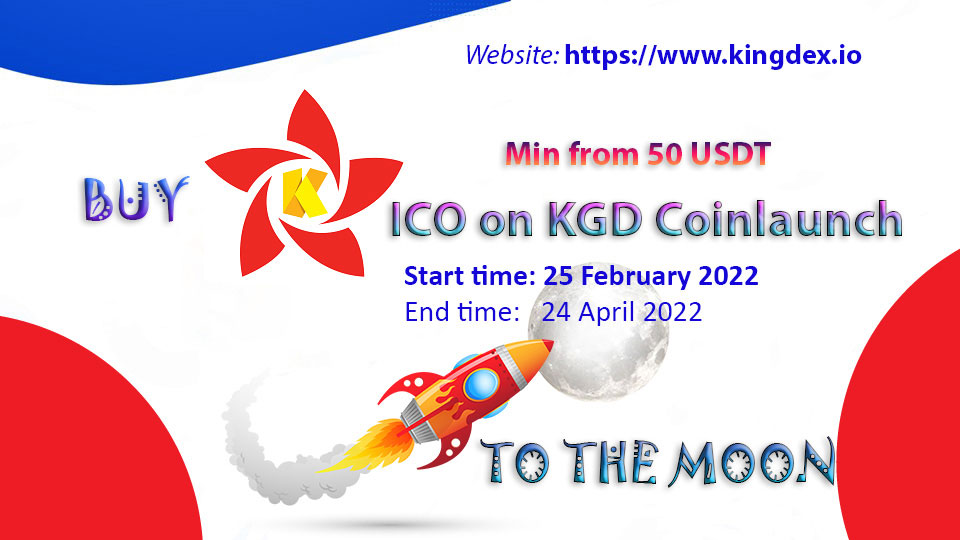 Website: https://www.kingdex.io
Min from 50 USDT
BUY
K
ICO on KGD Coinlaunch
Start time: 25 February 2022
End time: 24 April 2022
TO THE MOON